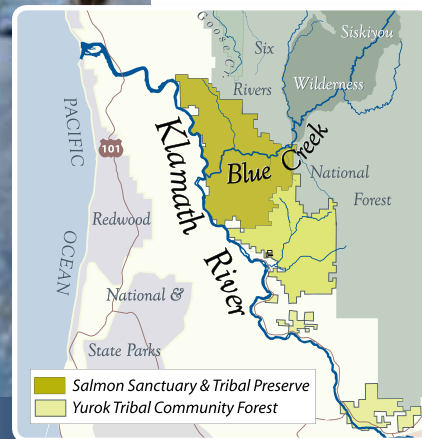 Goose Cr.
Siskiyou
Wilderness
Six
Rivers
National
Forest
PACIFIC
OCEAN
101
Klamath
River
Blue Creek
Redwood
National &
State Parks
Salmon Sanctuary & Tribal Preserve
Yurok Tribal Community Forest